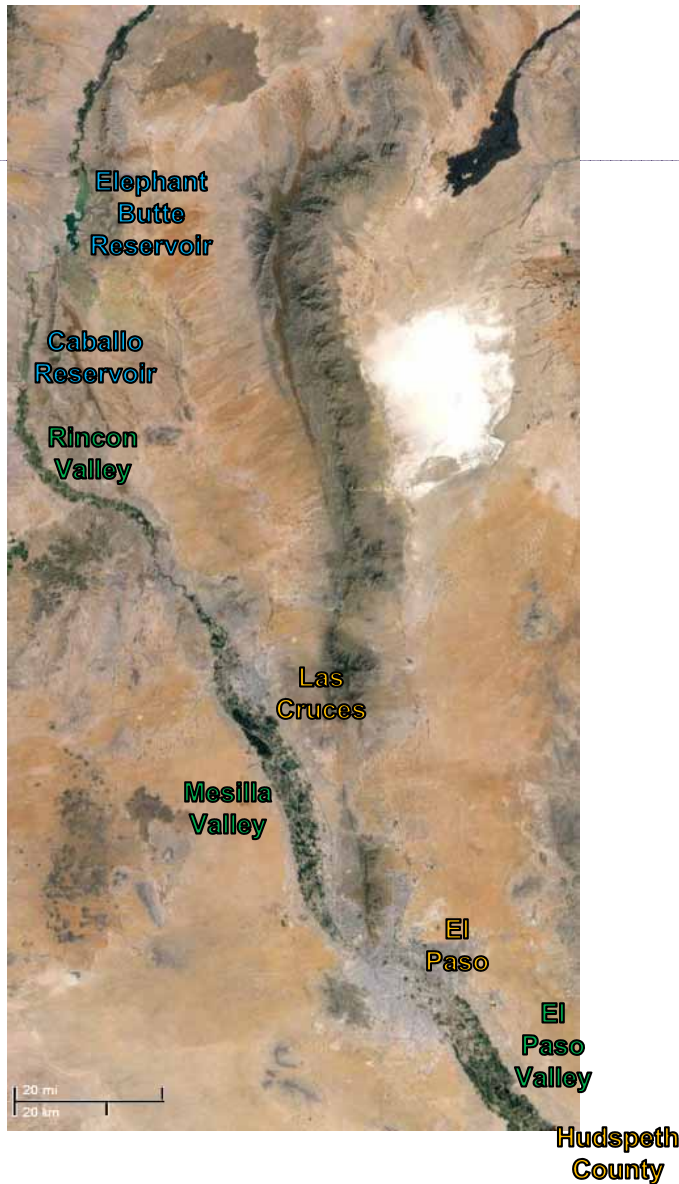 Elephant
Butte
Reservoir
Caballo
Reservoir
Rincon
Valley
Las
Cruces
Mesilla
Valley
El
Paso
El
Paso
Valley
20 mi
20 km
Hudspeth
County